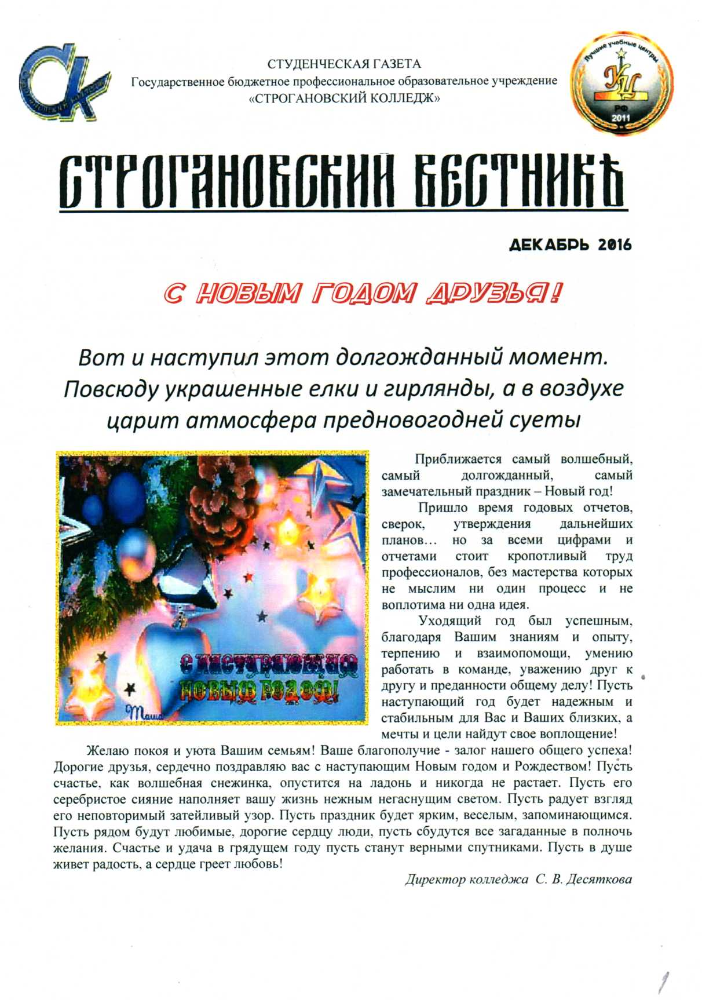 СТУДЕНЧЕСКАЯ ГАЗЕТА
Государственное бюджетное профессиональное образовательное учреждение
«СТРОГАНОВСКИЙ КОЛЛЕДЖ»
СК
СТРОГАНОВСКИЙ КОЛЛЕДЖ
Лучшие учебные центры
УЦ
РФ
2011
СТРОГАНОВСКИЙ ВЕСТНИКѢ
ДЕКАБРЬ 2016
С НОВЫМ ГОДОМ ДРУЗЬЯ!
Вот и наступил этот долгожданный момент.
Повсюду украшенные елки и гирлянды, а в воздухе
царит атмосфера предновогодней суеты
С НАСТУПАЮЩИМ
НОВЫМ ГОДОМ!
Таша
Приближается самый волшебный,
самый долгожданный, самый
замечательный праздник – Новый год!
Пришло время годовых отчетов,
сверок, утверждения дальнейших
планов… но за всеми цифрами и
отчетами стоит кропотливый труд
профессионалов, без мастерства которых
не мыслим ни один процесс и не
воплотима ни одна идея.
Уходящий год был успешным,
благодаря Вашим знаниям и опыту,
терпению и взаимопомощи, умению
работать в команде, уважению друг к
другу и преданности общему делу! Пусть
наступающий год будет надежным и
стабильным для Вас и Ваших близких, а
мечты и цели найдут свое воплощение!
Желаю покоя и уюта Вашим семьям! Ваше благополучие - залог нашего общего успеха!
Дорогие друзья, сердечно поздравляю вас с наступающим Новым годом и Рождеством! Пусть
счастье, как волшебная снежинка, опустится на ладонь и никогда не растает. Пусть его
серебристое сияние наполняет вашу жизнь нежным негаснущим светом. Пусть радует взгляд
его неповторимый затейливый узор. Пусть праздник будет ярким, веселым, запоминающимся.
Пусть рядом будут любимые, дорогие сердцу люди, пусть сбудутся все загаданные в полночь
желания. Счастье и удача в грядущем году пусть станут верными спутниками. Пусть в душе
живет радость, а сердце греет любовь!
Директор колледжа С. В. Десяткова